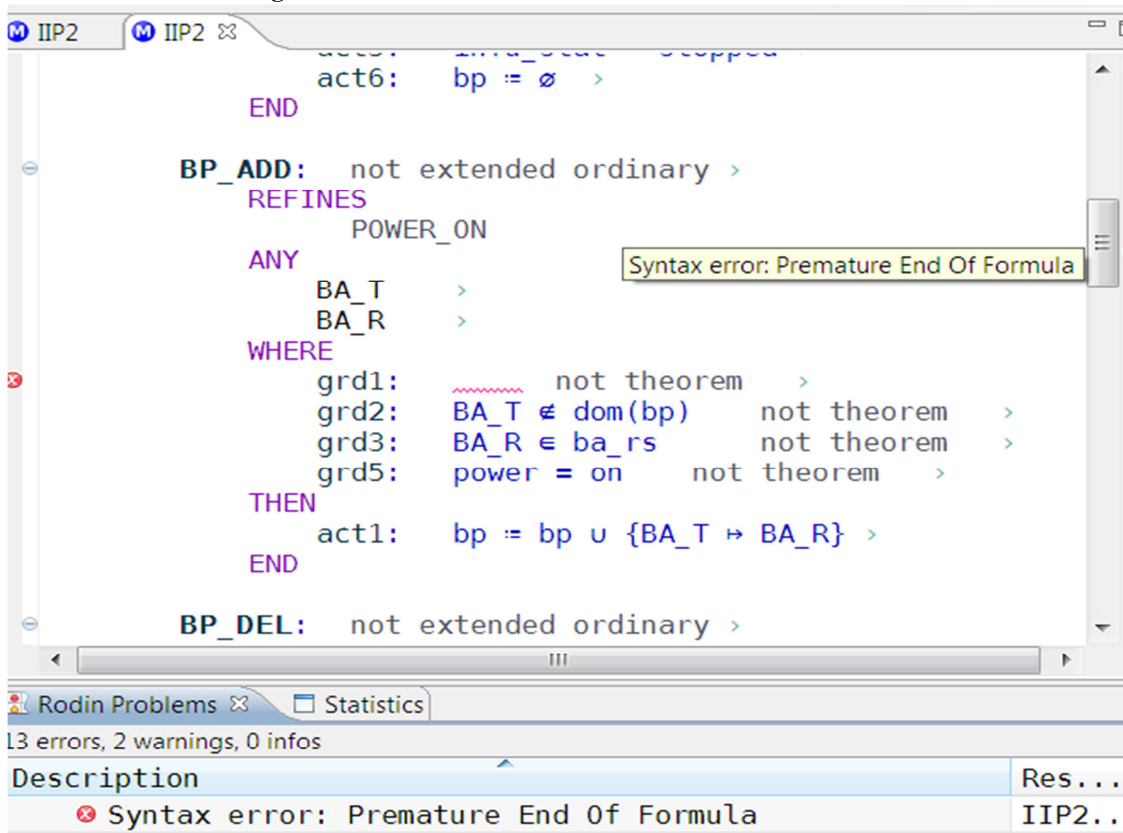 IIP2 IIP2
act6: bp ≔ ∅ ›
END
BP_ADD: not extended ordinary ›
REFINES
POWER_ON
ANY
Syntax error: Premature End Of Formula
BA_T ›
BA_R ›
WHERE
grd1: not theorem ›
grd2: BA_T ∉ dom(bp) not theorem ›
grd3: BA_R ∈ ba_rs not theorem ›
grd5: power = on not theorem ›
THEN
act1: bp ≔ bp ∪ {BA_T ↦ BA_R} ›
END
BP_DEL: not extended ordinary ›
Rodin Problems Statistics
13 errors, 2 warnings, 0 infos
Description Res...
Syntax error: Premature End Of Formula IIP2..